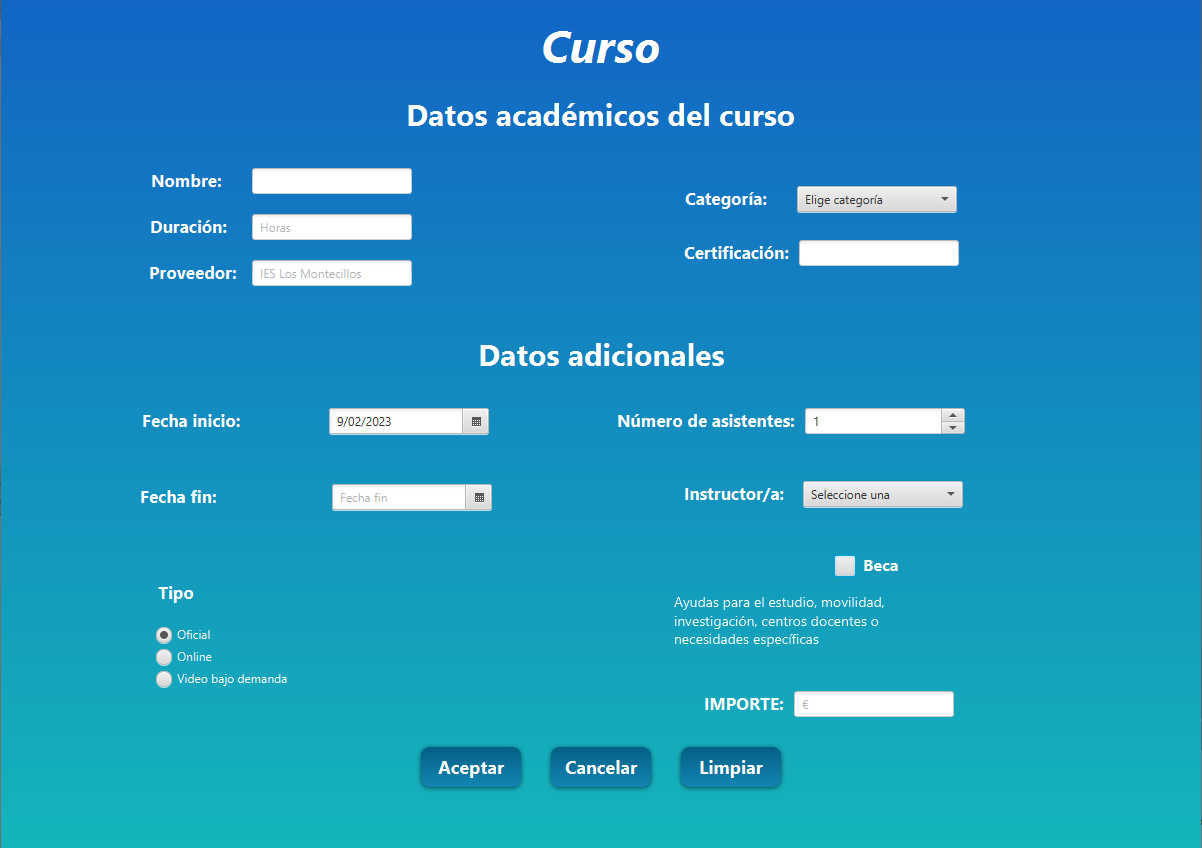 Curso
Datos académicos del curso
Nombre:
Categoría: Elige categoría
Duración: Horas
Certificación:
Proveedor: IES Los Montecillos
Datos adicionales
Fecha inicio: 9/02/2023
Número de asistentes: 1
Fecha fin: Fecha fin
Instructor/a: Seleccione una
Beca
Tipo
Ayudas para el estudio, movilidad,
investigación, centros docentes o
necesidades específicas
Oficial
Online
Video bajo demanda
IMPORTE: €
Aceptar Cancelar Limpiar